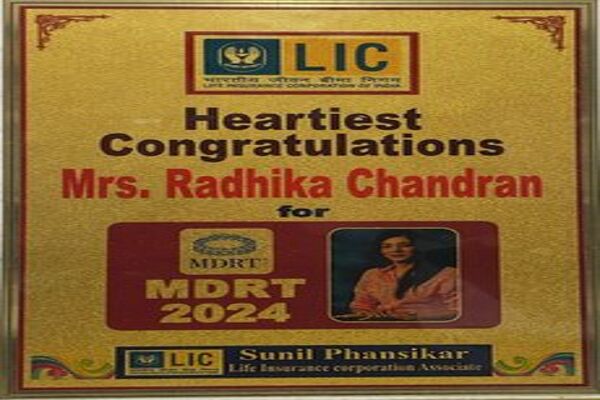 LIC
भारतीय जीवन बीमा निगम
LIFE INSURANCE CORPORATION OF INDIA
Heartiest
Congratulations
Mrs. Radhika Chandran
for
MDRT
MDRT
2024
LIC
Sunil Phansikar
Life Insurance corporation Associate